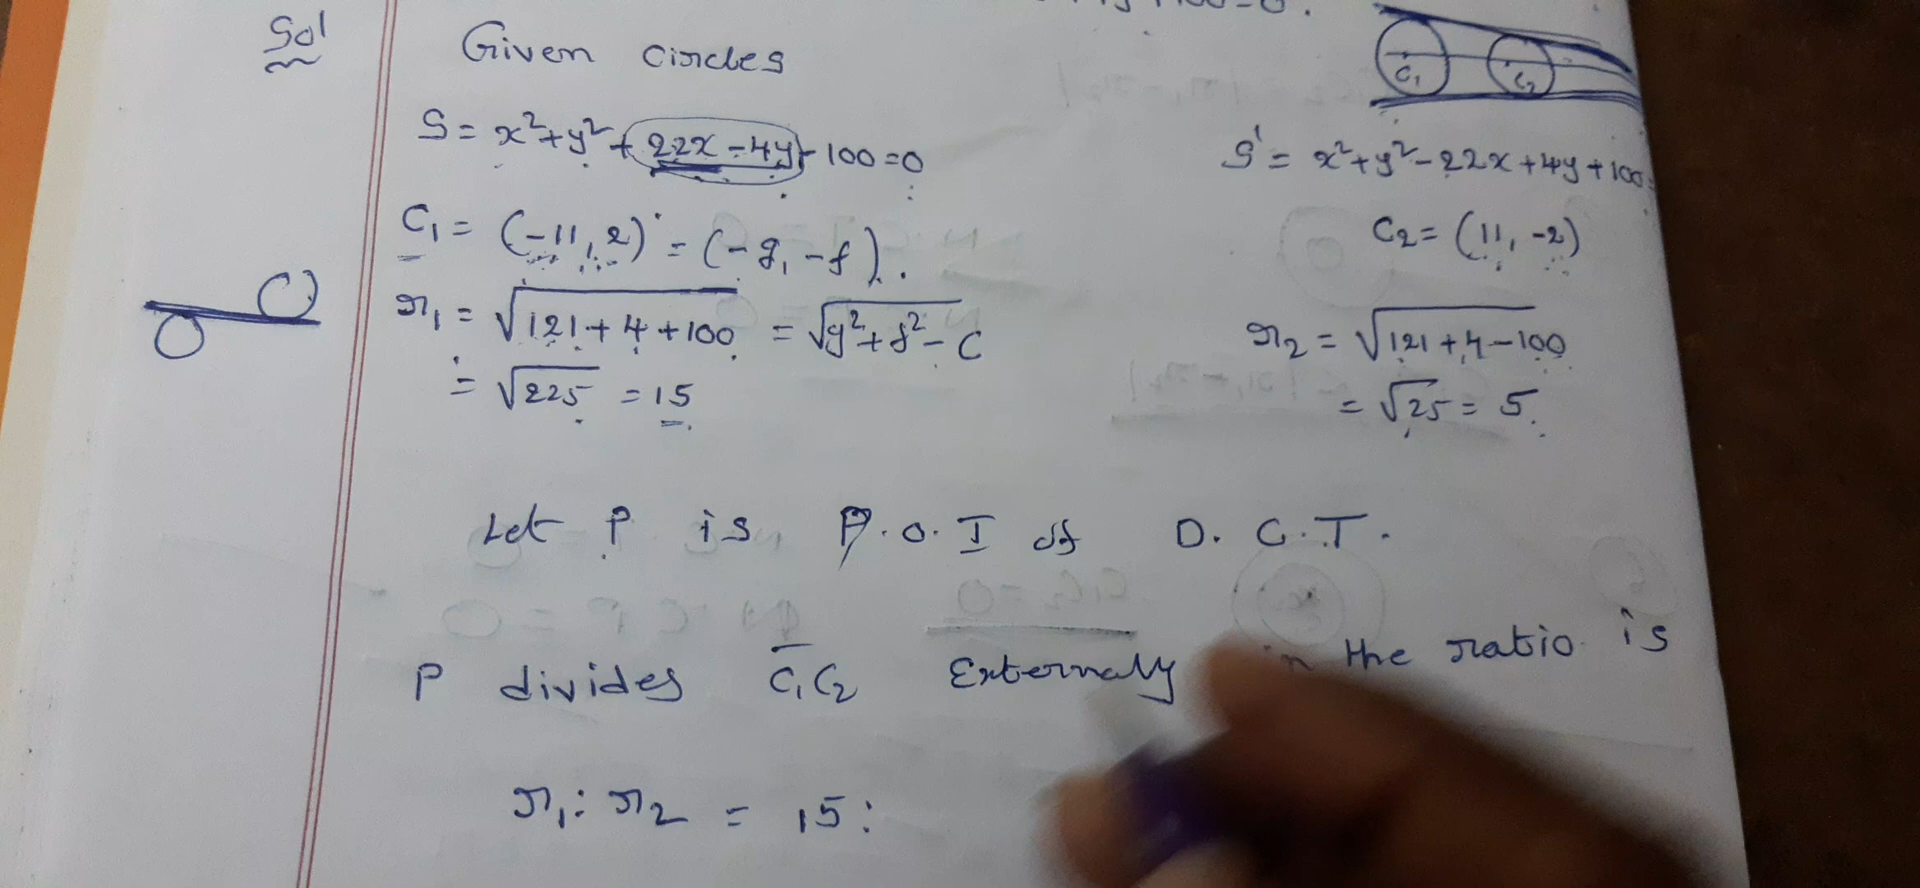 Sol
Given circles
C₁ C₂
S = x²+y²+22x-4y-100=0
S' = x²+y²-22x+4y+100
C₁ = (-11, 2) = (-g, -f).
C₂ = (11, -2)
r₁ = √121+4+100 = √g²+f²-c
r₂ = √121+4-100
= √225 = 15
= √25 = 5.
Let P is P.O.I of D.C.T.
P divides C₁C₂ Externally in the ratio is
r₁: r₂ = 15: